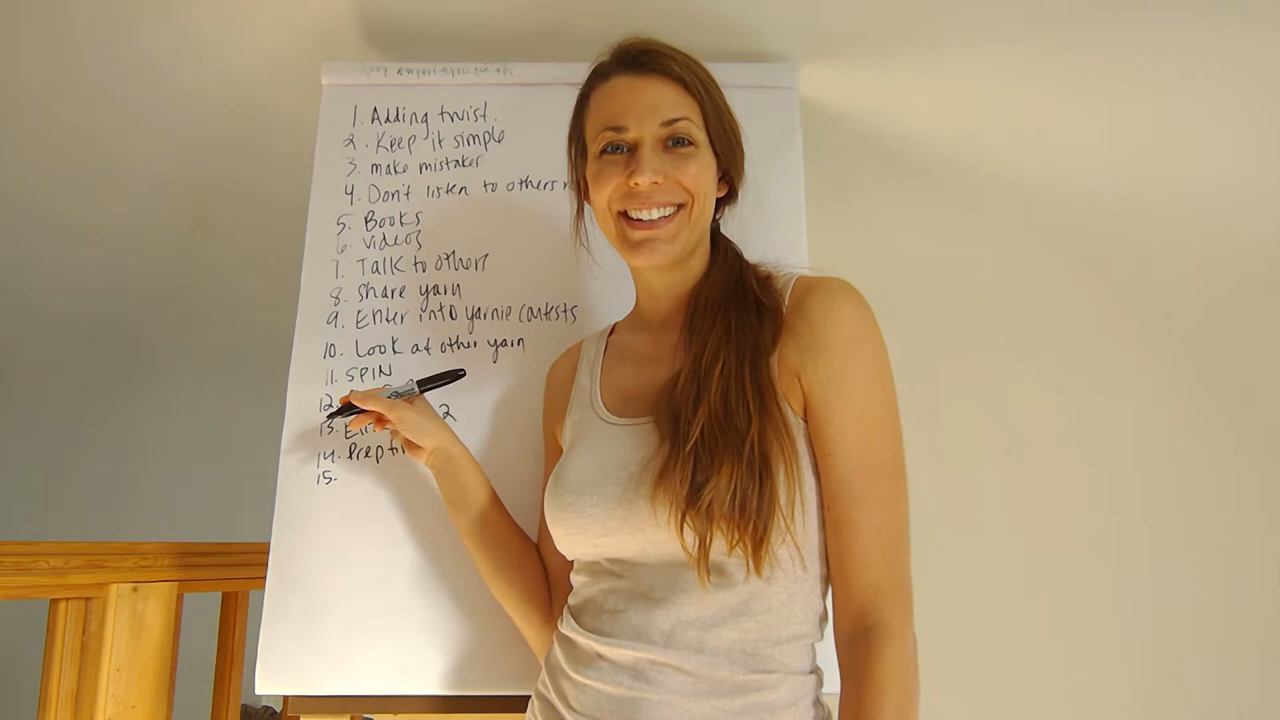 1. Adding twist.
2. Keep it simple
3. make mistakes
4. Don't listen to others
5. Books
6. videos
7. Talk to others
8. share yarn
9. Enter into yarnie contests
10. Look at other yarn
11. SPIN
12.
13. 2
14.
15.